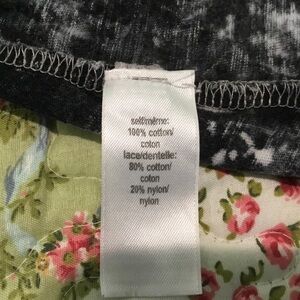 self/même:
100% cotton/
coton
lace/dentelle:
80% cotton/
coton
20% nylon/
nylon